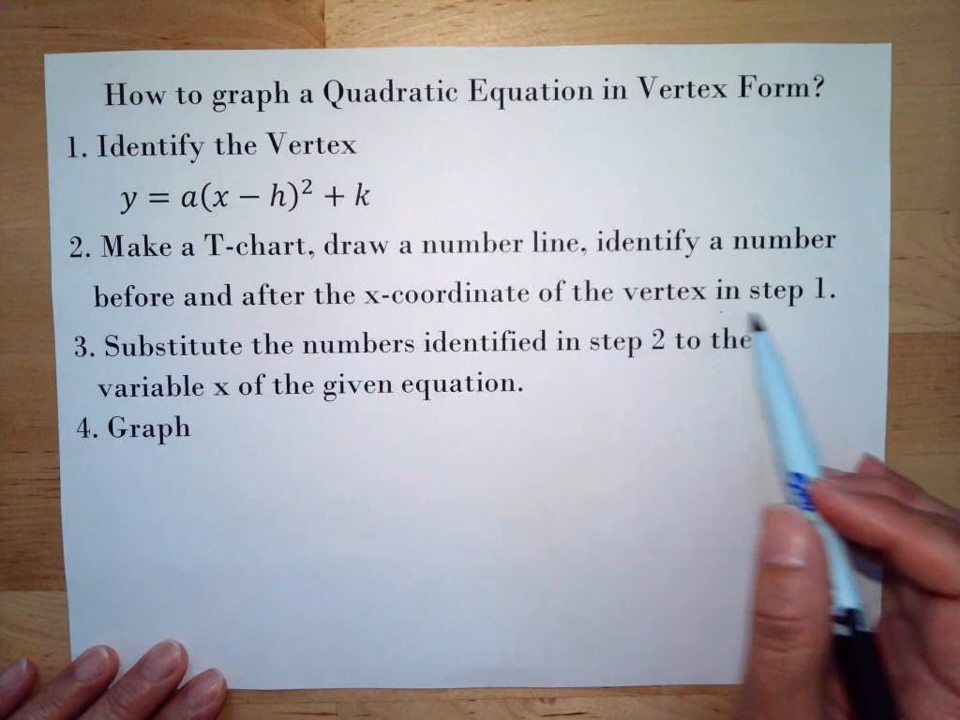 How to graph a Quadratic Equation in Vertex Form?
1. Identify the Vertex
y = a(x − h)² + k
2. Make a T-chart, draw a number line, identify a number
before and after the x-coordinate of the vertex in step 1.
3. Substitute the numbers identified in step 2 to the
variable x of the given equation.
4. Graph